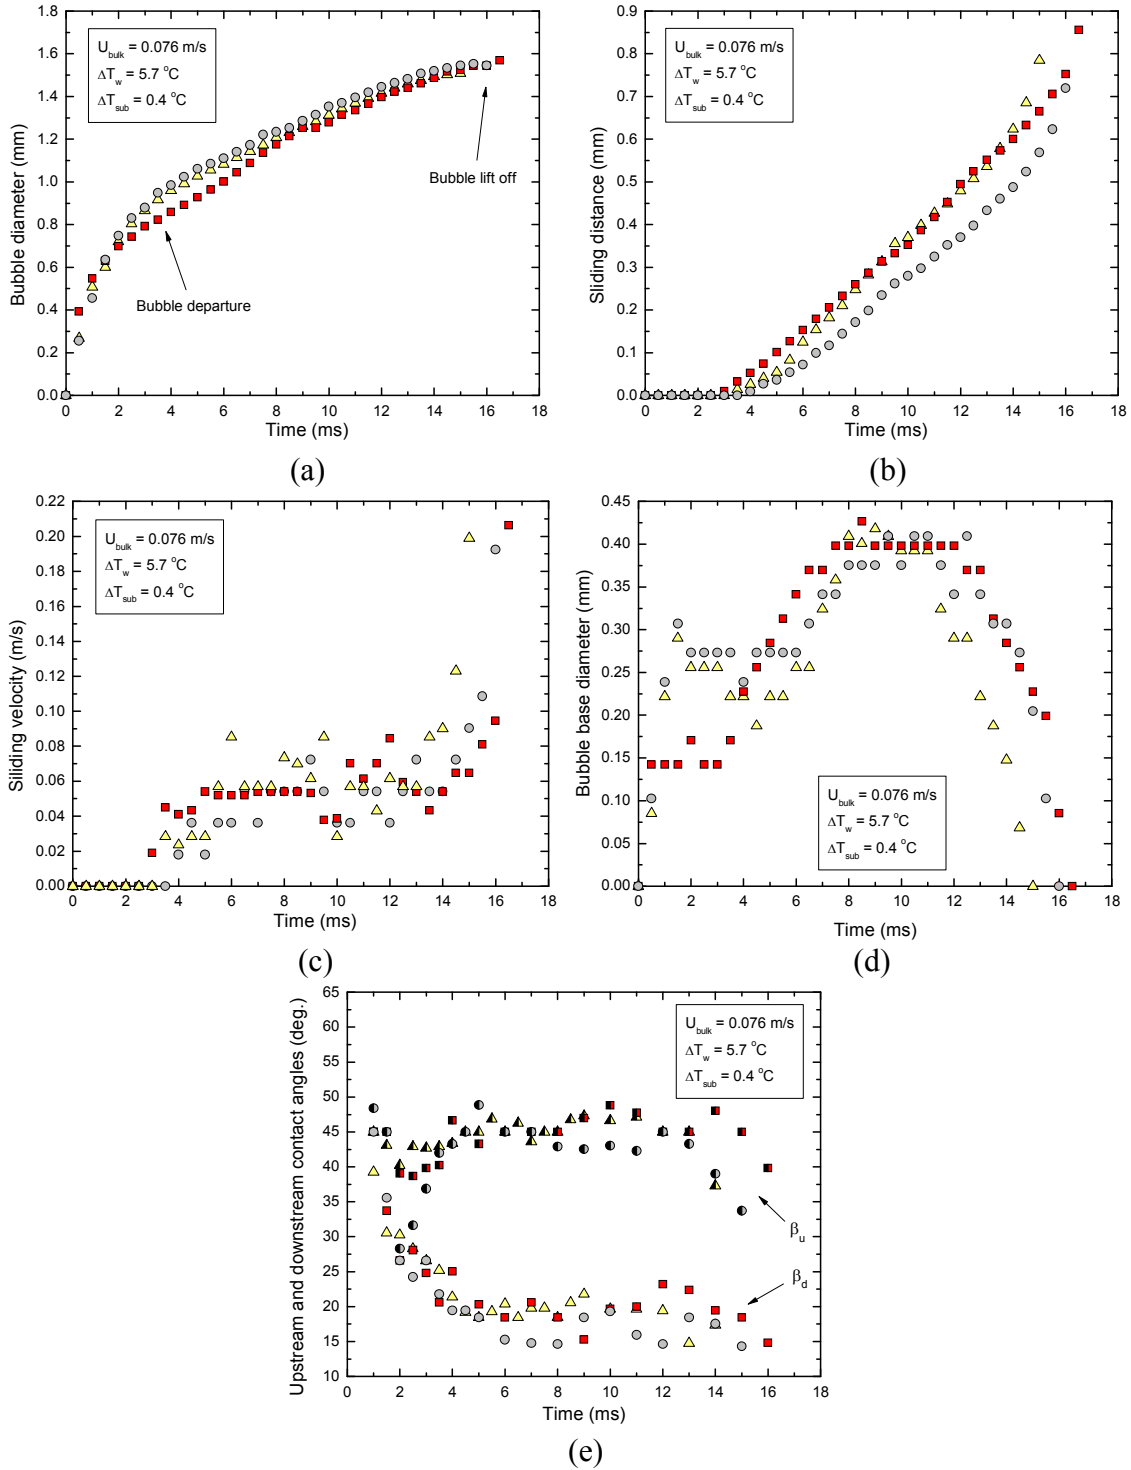 1.8
1.6
1.4
1.2
1.0
0.8
0.6
0.4
0.2
0.0
Bubble diameter (mm)
U_bulk = 0.076 m/s
ΔT_w = 5.7 °C
ΔT_sub = 0.4 °C
Bubble lift off
Bubble departure
0 2 4 6 8 10 12 14 16 18
Time (ms)
(a)
0.9
0.8
0.7
0.6
0.5
0.4
0.3
0.2
0.1
0.0
Sliding distance (mm)
U_bulk = 0.076 m/s
ΔT_w = 5.7 °C
ΔT_sub = 0.4 °C
0 2 4 6 8 10 12 14 16 18
Time (ms)
(b)
0.22
0.20
0.18
0.16
0.14
0.12
0.10
0.08
0.06
0.04
0.02
0.00
Sliliding velocity (m/s)
U_bulk = 0.076 m/s
ΔT_w = 5.7 °C
ΔT_sub = 0.4 °C
0 2 4 6 8 10 12 14 16 18
Time (ms)
(c)
0.45
0.40
0.35
0.30
0.25
0.20
0.15
0.10
0.05
0.00
Bubble base diameter (mm)
U_bulk = 0.076 m/s
ΔT_w = 5.7 °C
ΔT_sub = 0.4 °C
0 2 4 6 8 10 12 14 16 18
Time (ms)
(d)
65
60
55
50
45
40
35
30
25
20
15
10
Upstream and downstream contact angles (deg.)
U_bulk = 0.076 m/s
ΔT_w = 5.7 °C
ΔT_sub = 0.4 °C
β_u
β_d
0 2 4 6 8 10 12 14 16 18
Time (ms)
(e)